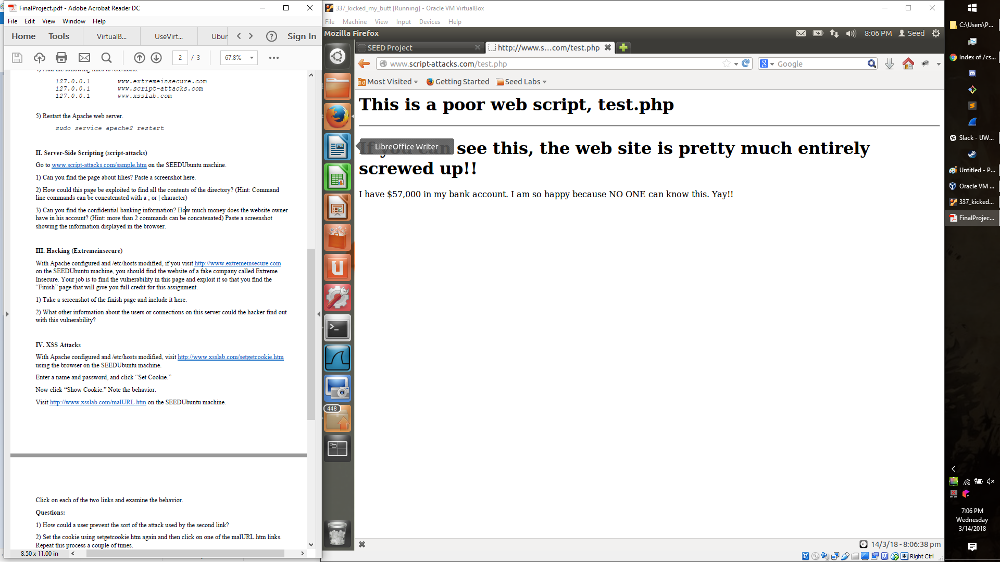 FinalProject.pdf - Adobe Acrobat Reader DC
File Edit View Window Help
Home Tools VirtualB... UseVirt... Ubur Sign In
2 / 3 67.8%
127.0.0.1 www.extremeinsecure.com
127.0.0.1 www.script-attacks.com
127.0.0.1 www.xsslab.com
5) Restart the Apache web server.
sudo service apache2 restart
II. Server-Side Scripting (script-attacks)
Go to www.script-attacks.com/sample.htm on the SEEDUbuntu machine.
1) Can you find the page about lilies? Paste a screenshot here.
2) How could this page be exploited to find all the contents of the directory? (Hint: Command
line commands can be concatenated with a ; or | character)
3) Can you find the confidential banking information? How much money does the website owner
have in his account? (Hint: more than 2 commands can be concatenated) Paste a screenshot
showing the information displayed in the browser.
III. Hacking (Extremeinsecure)
With Apache configured and /etc/hosts modified, if you visit http://www.extremeinsecure.com
on the SEEDUbuntu machine, you should find the website of a fake company called Extreme
Insecure. Your job is to find the vulnerability in this page and exploit it so that you find the
“Finish” page that will give you full credit for this assignment.
1) Take a screenshot of the finish page and include it here.
2) What other information about the users or connections on this server could the hacker find out
with this vulnerability?
IV. XSS Attacks
With Apache configured and /etc/hosts modified, visit http://www.xsslab.com/setgetcookie.htm
using the browser on the SEEDUbuntu machine.
Enter a name and password, and click “Set Cookie.”
Now click “Show Cookie.” Note the behavior.
Visit http://www.xsslab.com/malURL.htm on the SEEDUbuntu machine.
Click on each of the two links and examine the behavior.
Questions:
1) How could a user prevent the sort of the attack used by the second link?
2) Set the cookie using setgetcookie.htm again and then click on one of the malURL.htm links.
Repeat this process a couple of times.
8.50 x 11.00 in
337_kicked_my_butt [Running] - Oracle VM VirtualBox
File Machine View Input Devices Help
Mozilla Firefox 8:06 PM Seed
SEED Project http://www.s...com/test.php
www.script-attacks.com/test.php Google
Most Visited Getting Started Seed Labs
This is a poor web script, test.php
LibreOffice Writer
If you can see this, the web site is pretty much entirely
screwed up!!
I have $57,000 in my bank account. I am so happy because NO ONE can know this. Yay!!
448
14/3/18 - 8:06:38 pm
Right Ctrl
C:\Users\P...
Index of /cs...
Slack - UW...
Untitled - P...
Oracle VM ...
337_kicked...
FinalProjec...
7:06 PM
Wednesday
3/14/2018